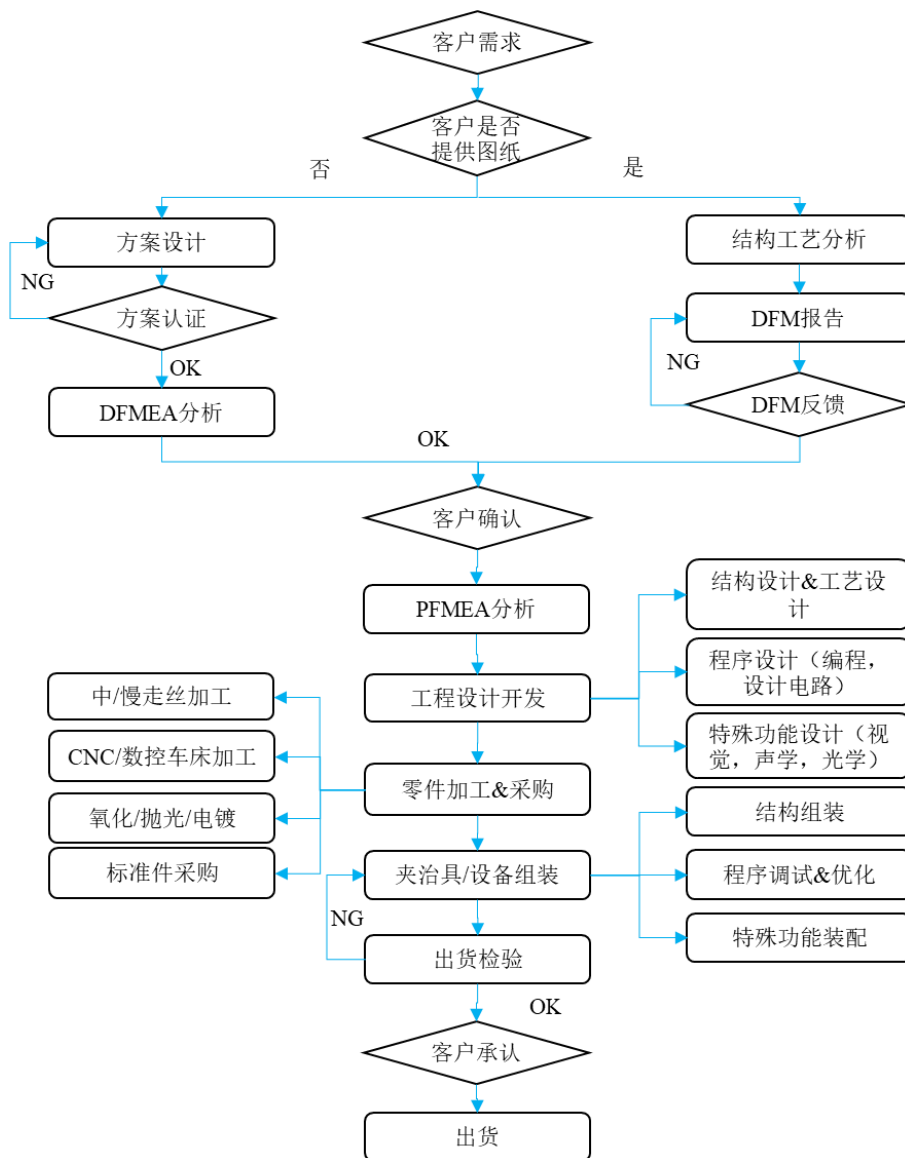 客户需求
客户是否
提供图纸
否
是
方案设计
结构工艺分析
NG
方案认证
DFM报告
NG
OK
DFMEA分析
DFM反馈
OK
客户确认
PFMEA分析
结构设计&工艺设
计
程序设计（编程，
设计电路）
中/慢走丝加工
工程设计开发
特殊功能设计（视
觉，声学，光学）
CNC/数控车床加工
零件加工&采购
结构组装
氧化/抛光/电镀
标准件采购
夹治具/设备组装
程序调试&优化
NG
特殊功能装配
出货检验
OK
客户承认
出货